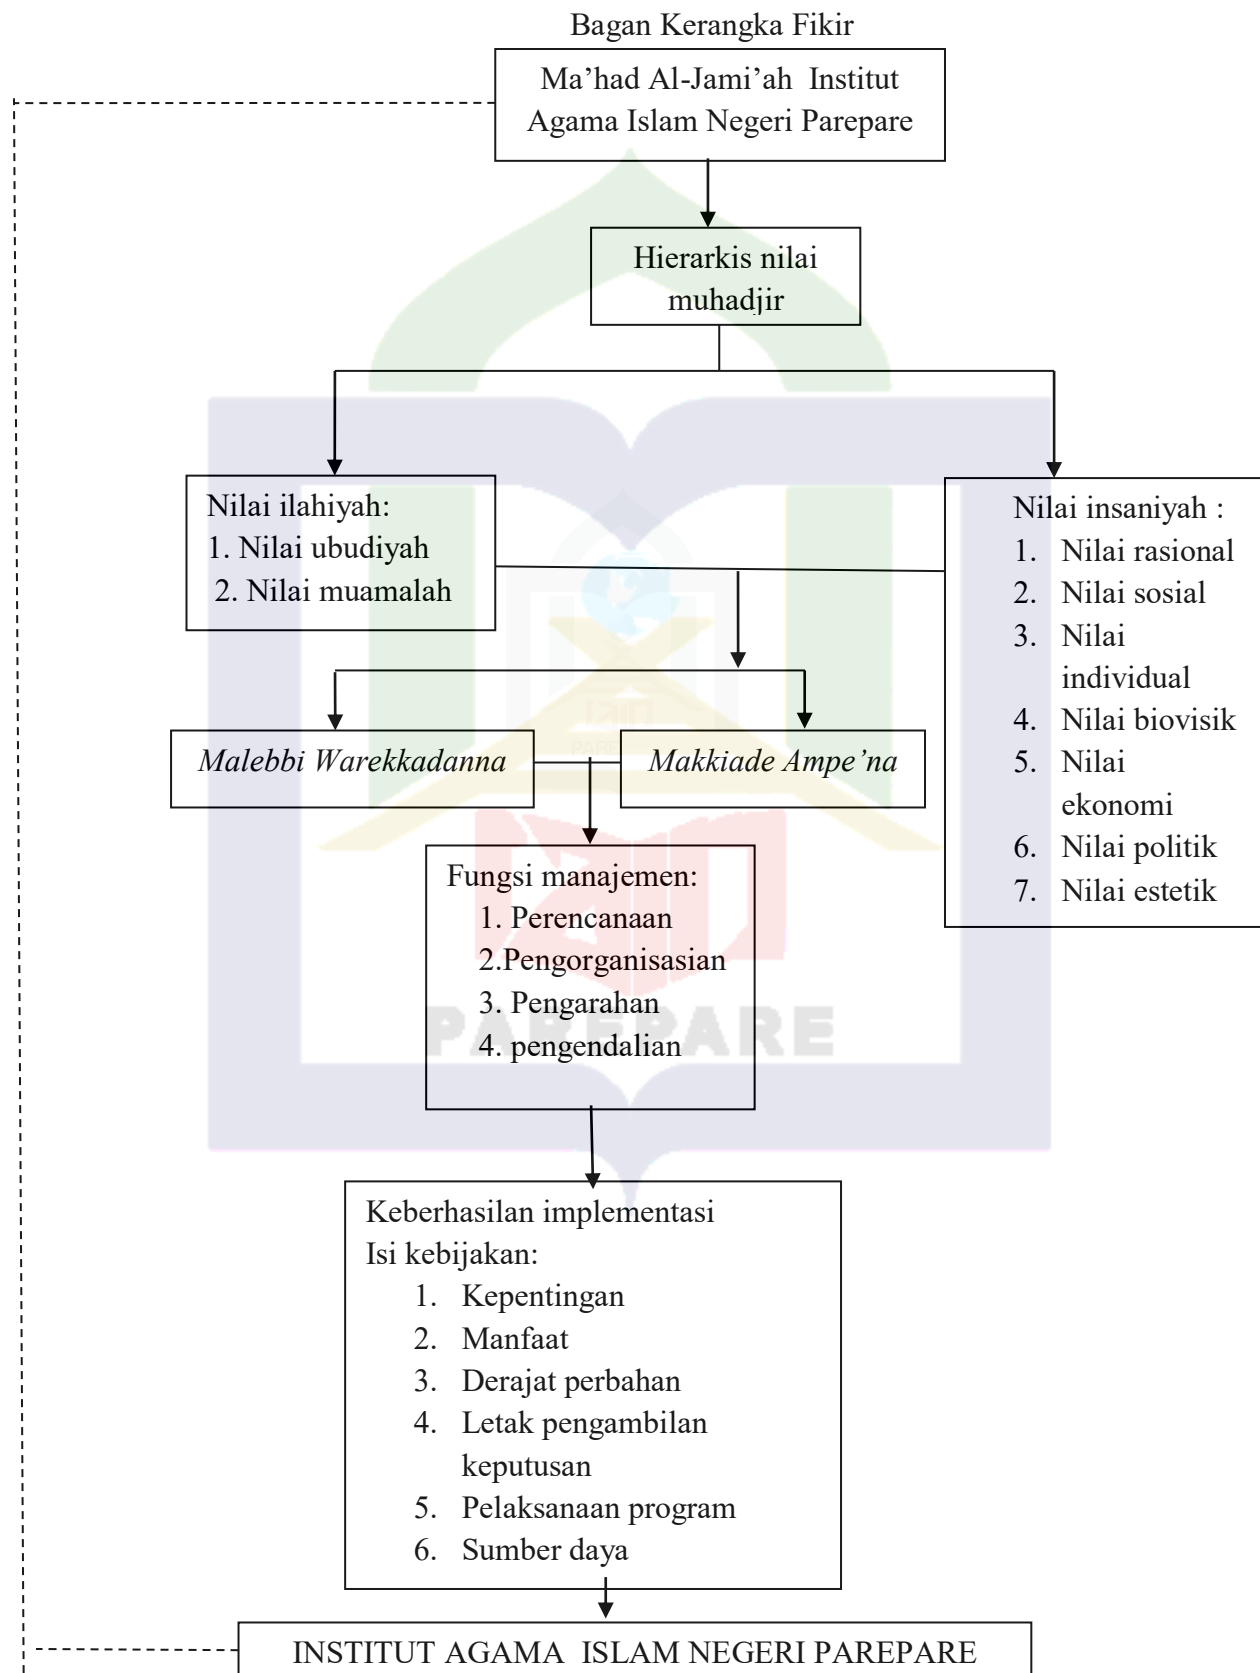 Bagan Kerangka Fikir
Ma’had Al-Jami’ah Institut
Agama Islam Negeri Parepare
Hierarkis nilai
muhadjir
Nilai ilahiyah:
1. Nilai ubudiyah
2. Nilai muamalah
Nilai insaniyah :
1. Nilai rasional
2. Nilai sosial
3. Nilai
individual
4. Nilai biovisik
5. Nilai
ekonomi
6. Nilai politik
7. Nilai estetik
Malebbi Warekkadanna
Makkiade Ampe’na
Fungsi manajemen:
1. Perencanaan
2.Pengorganisasian
3. Pengarahan
4. pengendalian
PAREPARE
Keberhasilan implementasi
Isi kebijakan:
1. Kepentingan
2. Manfaat
3. Derajat perbahan
4. Letak pengambilan
keputusan
5. Pelaksanaan program
6. Sumber daya
INSTITUT AGAMA ISLAM NEGERI PAREPARE